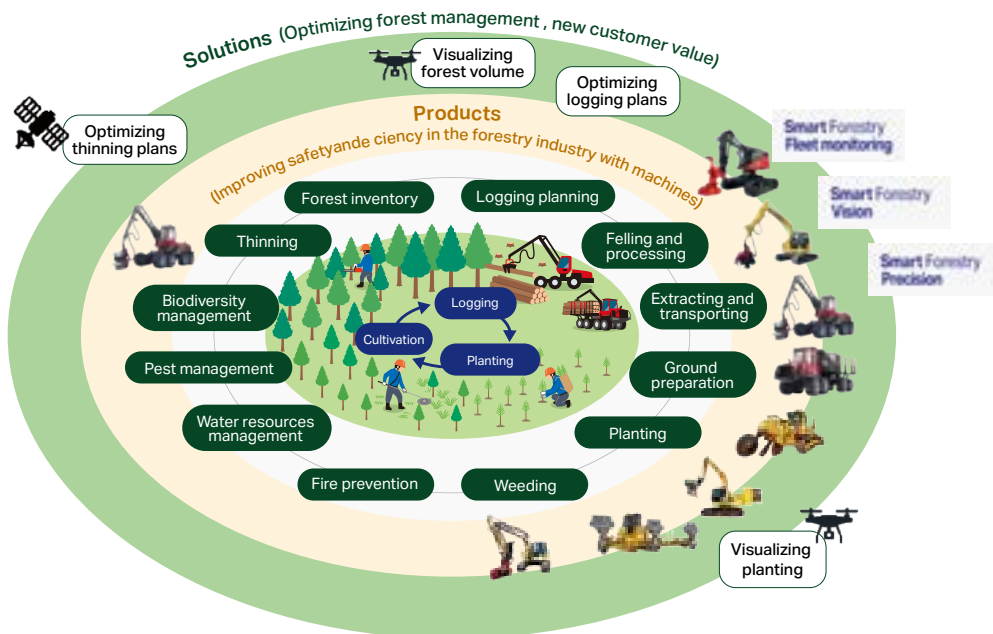 Solutions (Optimizing forest management , new customer value)
Visualizing
forest volume
Optimizing
logging plans
Optimizing
thinning plans
Products
(Improving safetyande ciency in the forestry industry with machines)
Smart Forestry
Fleet monitoring
Smart Forestry
Vision
Smart Forestry
Precision
Forest inventory
Logging planning
Thinning
Felling and
processing
Biodiversity
management
Extracting and
transporting
Logging
Cultivation
Planting
Pest management
Ground
preparation
Water resources
management
Planting
Fire prevention
Weeding
Visualizing
planting